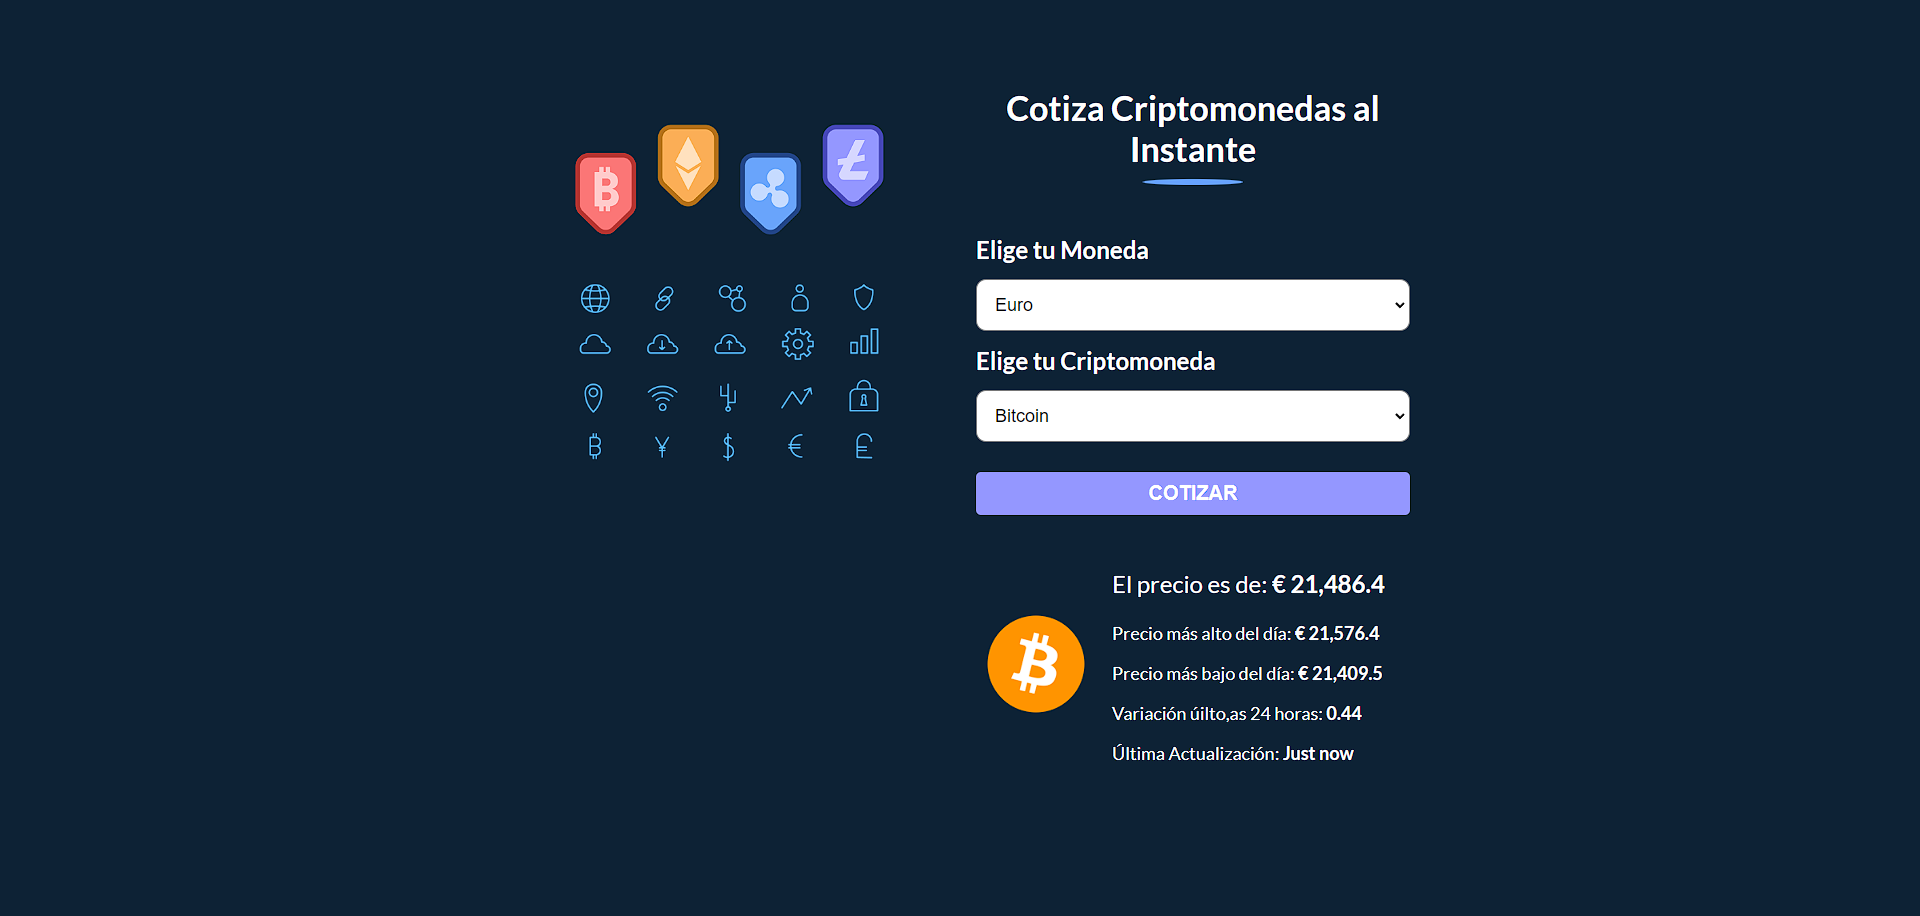 Cotiza Criptomonedas al
Instante
Elige tu Moneda
Euro
Elige tu Criptomoneda
Bitcoin
COTIZAR
El precio es de: € 21,486.4
Precio más alto del día: € 21,576.4
Precio más bajo del día: € 21,409.5
Variación úilto,as 24 horas: 0.44
Última Actualización: Just now